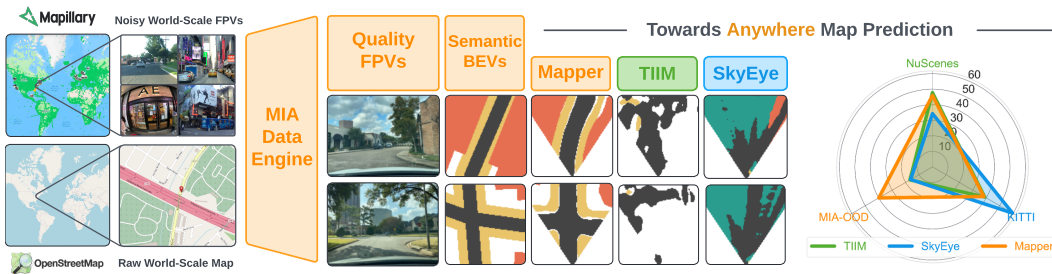 Mapillary
Noisy World-Scale FPVs
OpenStreetMap
Raw World-Scale Map
MIA
Data
Engine
Quality
FPVs
Semantic
BEVs
Towards Anywhere Map Prediction
Mapper
TIIM
SkyEye
AE
NuScenes
60
50
40
30
20
10
MIA-OOD
KITTI
TIIM
SkyEye
Mapper